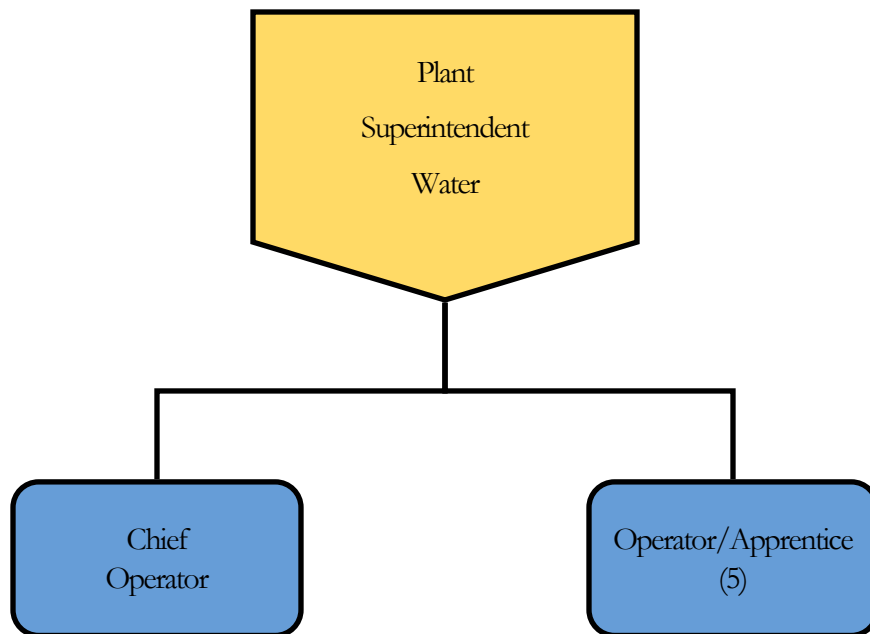 Plant
Superintendent
Water
Chief
Operator
Operator/Apprentice
(5)